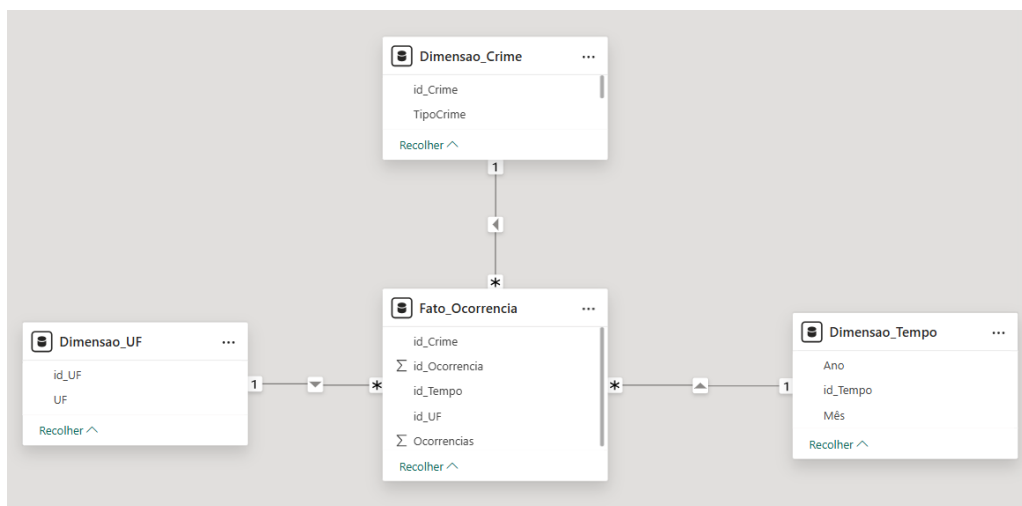 Dimensao_Crime
id_Crime
TipoCrime
Recolher
1
*
Fato_Ocorrencia
id_Crime
Σ id_Ocorrencia
id_Tempo
id_UF
Σ Ocorrencias
Recolher
Dimensao_UF
id_UF
UF
Recolher
1
*
*
1
Dimensao_Tempo
Ano
id_Tempo
Mês
Recolher